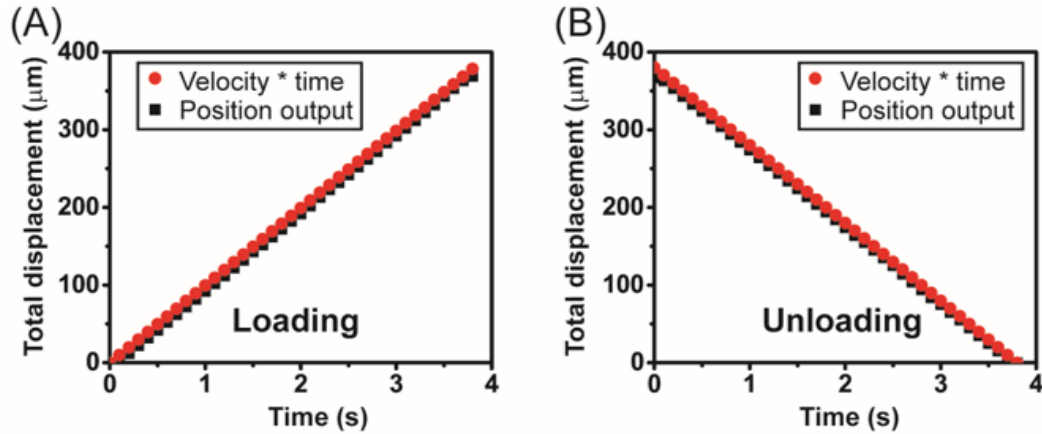 (A)
400
300
200
100
0
Total displacement (μm)
Velocity * time
Position output
Loading
0 1 2 3 4
Time (s)
(B)
400
300
200
100
0
Total displacement (μm)
Velocity * time
Position output
Unloading
0 1 2 3 4
Time (s)